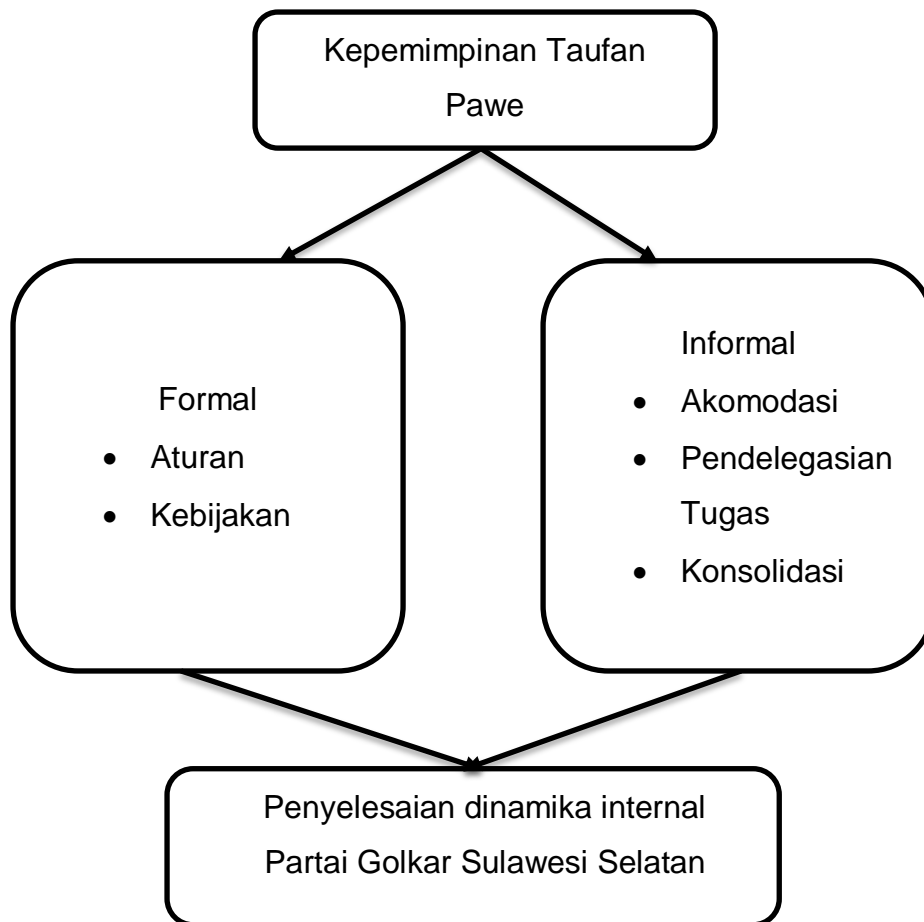 Kepemimpinan Taufan
Pawe
Formal
• Aturan
• Kebijakan
Informal
• Akomodasi
• Pendelegasian
Tugas
• Konsolidasi
Penyelesaian dinamika internal
Partai Golkar Sulawesi Selatan